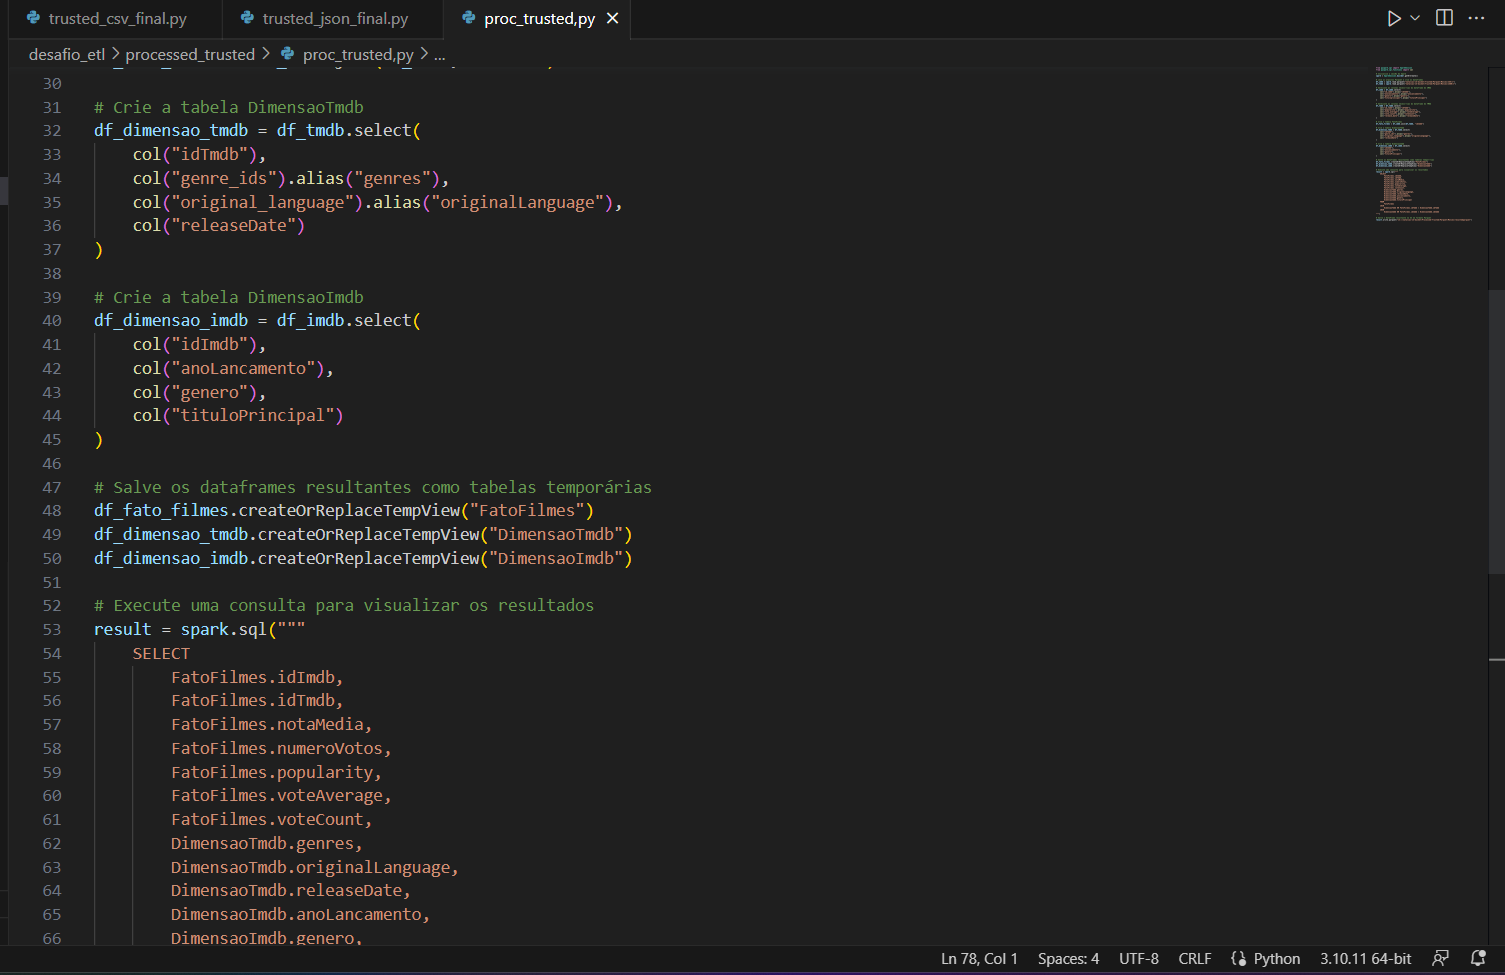 trusted_csv_final.py trusted_json_final.py proc_trusted,py
desafio_etl > processed_trusted > proc_trusted,py > ...
30
31 # Crie a tabela DimensaoTmdb
32 df_dimensao_tmdb = df_tmdb.select(
33     col("idTmdb"),
34     col("genre_ids").alias("genres"),
35     col("original_language").alias("originalLanguage"),
36     col("releaseDate")
37 )
38
39 # Crie a tabela DimensaoImdb
40 df_dimensao_imdb = df_imdb.select(
41     col("idImdb"),
42     col("anoLancamento"),
43     col("genero"),
44     col("tituloPrincipal")
45 )
46
47 # Salve os dataframes resultantes como tabelas temporárias
48 df_fato_filmes.createOrReplaceTempView("FatoFilmes")
49 df_dimensao_tmdb.createOrReplaceTempView("DimensaoTmdb")
50 df_dimensao_imdb.createOrReplaceTempView("DimensaoImdb")
51
52 # Execute uma consulta para visualizar os resultados
53 result = spark.sql("""
54     SELECT
55         FatoFilmes.idImdb,
56         FatoFilmes.idTmdb,
57         FatoFilmes.notaMedia,
58         FatoFilmes.numeroVotos,
59         FatoFilmes.popularity,
60         FatoFilmes.voteAverage,
61         FatoFilmes.voteCount,
62         DimensaoTmdb.genres,
63         DimensaoTmdb.originalLanguage,
64         DimensaoTmdb.releaseDate,
65         DimensaoImdb.anoLancamento,
66         DimensaoImdb.genero,
Ln 78, Col 1 Spaces: 4 UTF-8 CRLF Python 3.10.11 64-bit